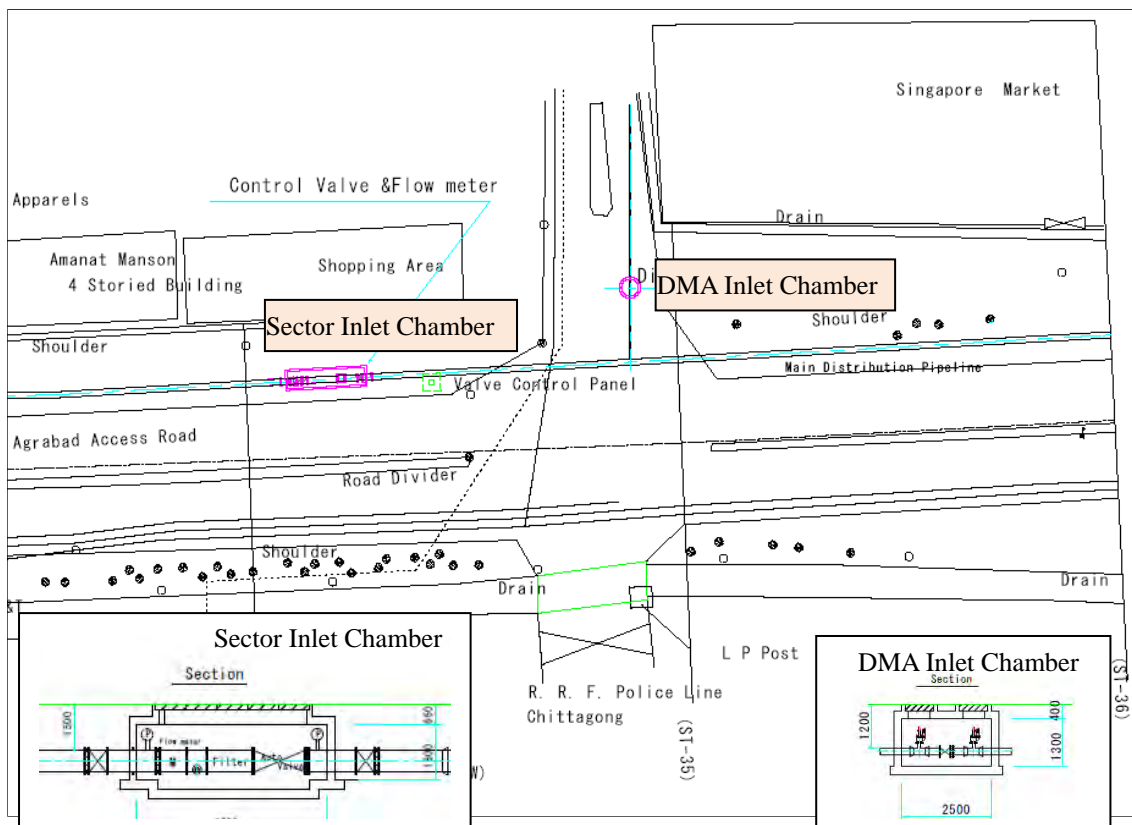 Singapore Market
Control Valve &Flow meter
Apparels
Drain
Amanat Manson
4 Storied Building
Shopping Area
Di
DMA Inlet Chamber
Sector Inlet Chamber
Shoulder
Shoulder
Main Distribution Pipeline
Valve Control Panel
Agrabad Access Road
Road Divider
Shoulder
Drain
Drain
Sector Inlet Chamber
Section
1500
660
P
P
Flow meter
Filter
Auto
Valve
W)
L P Post
R. R. F. Police Line
Chittagong
(ST-35)
(ST-36)
DMA Inlet Chamber
Section
1200
400
1300
2500